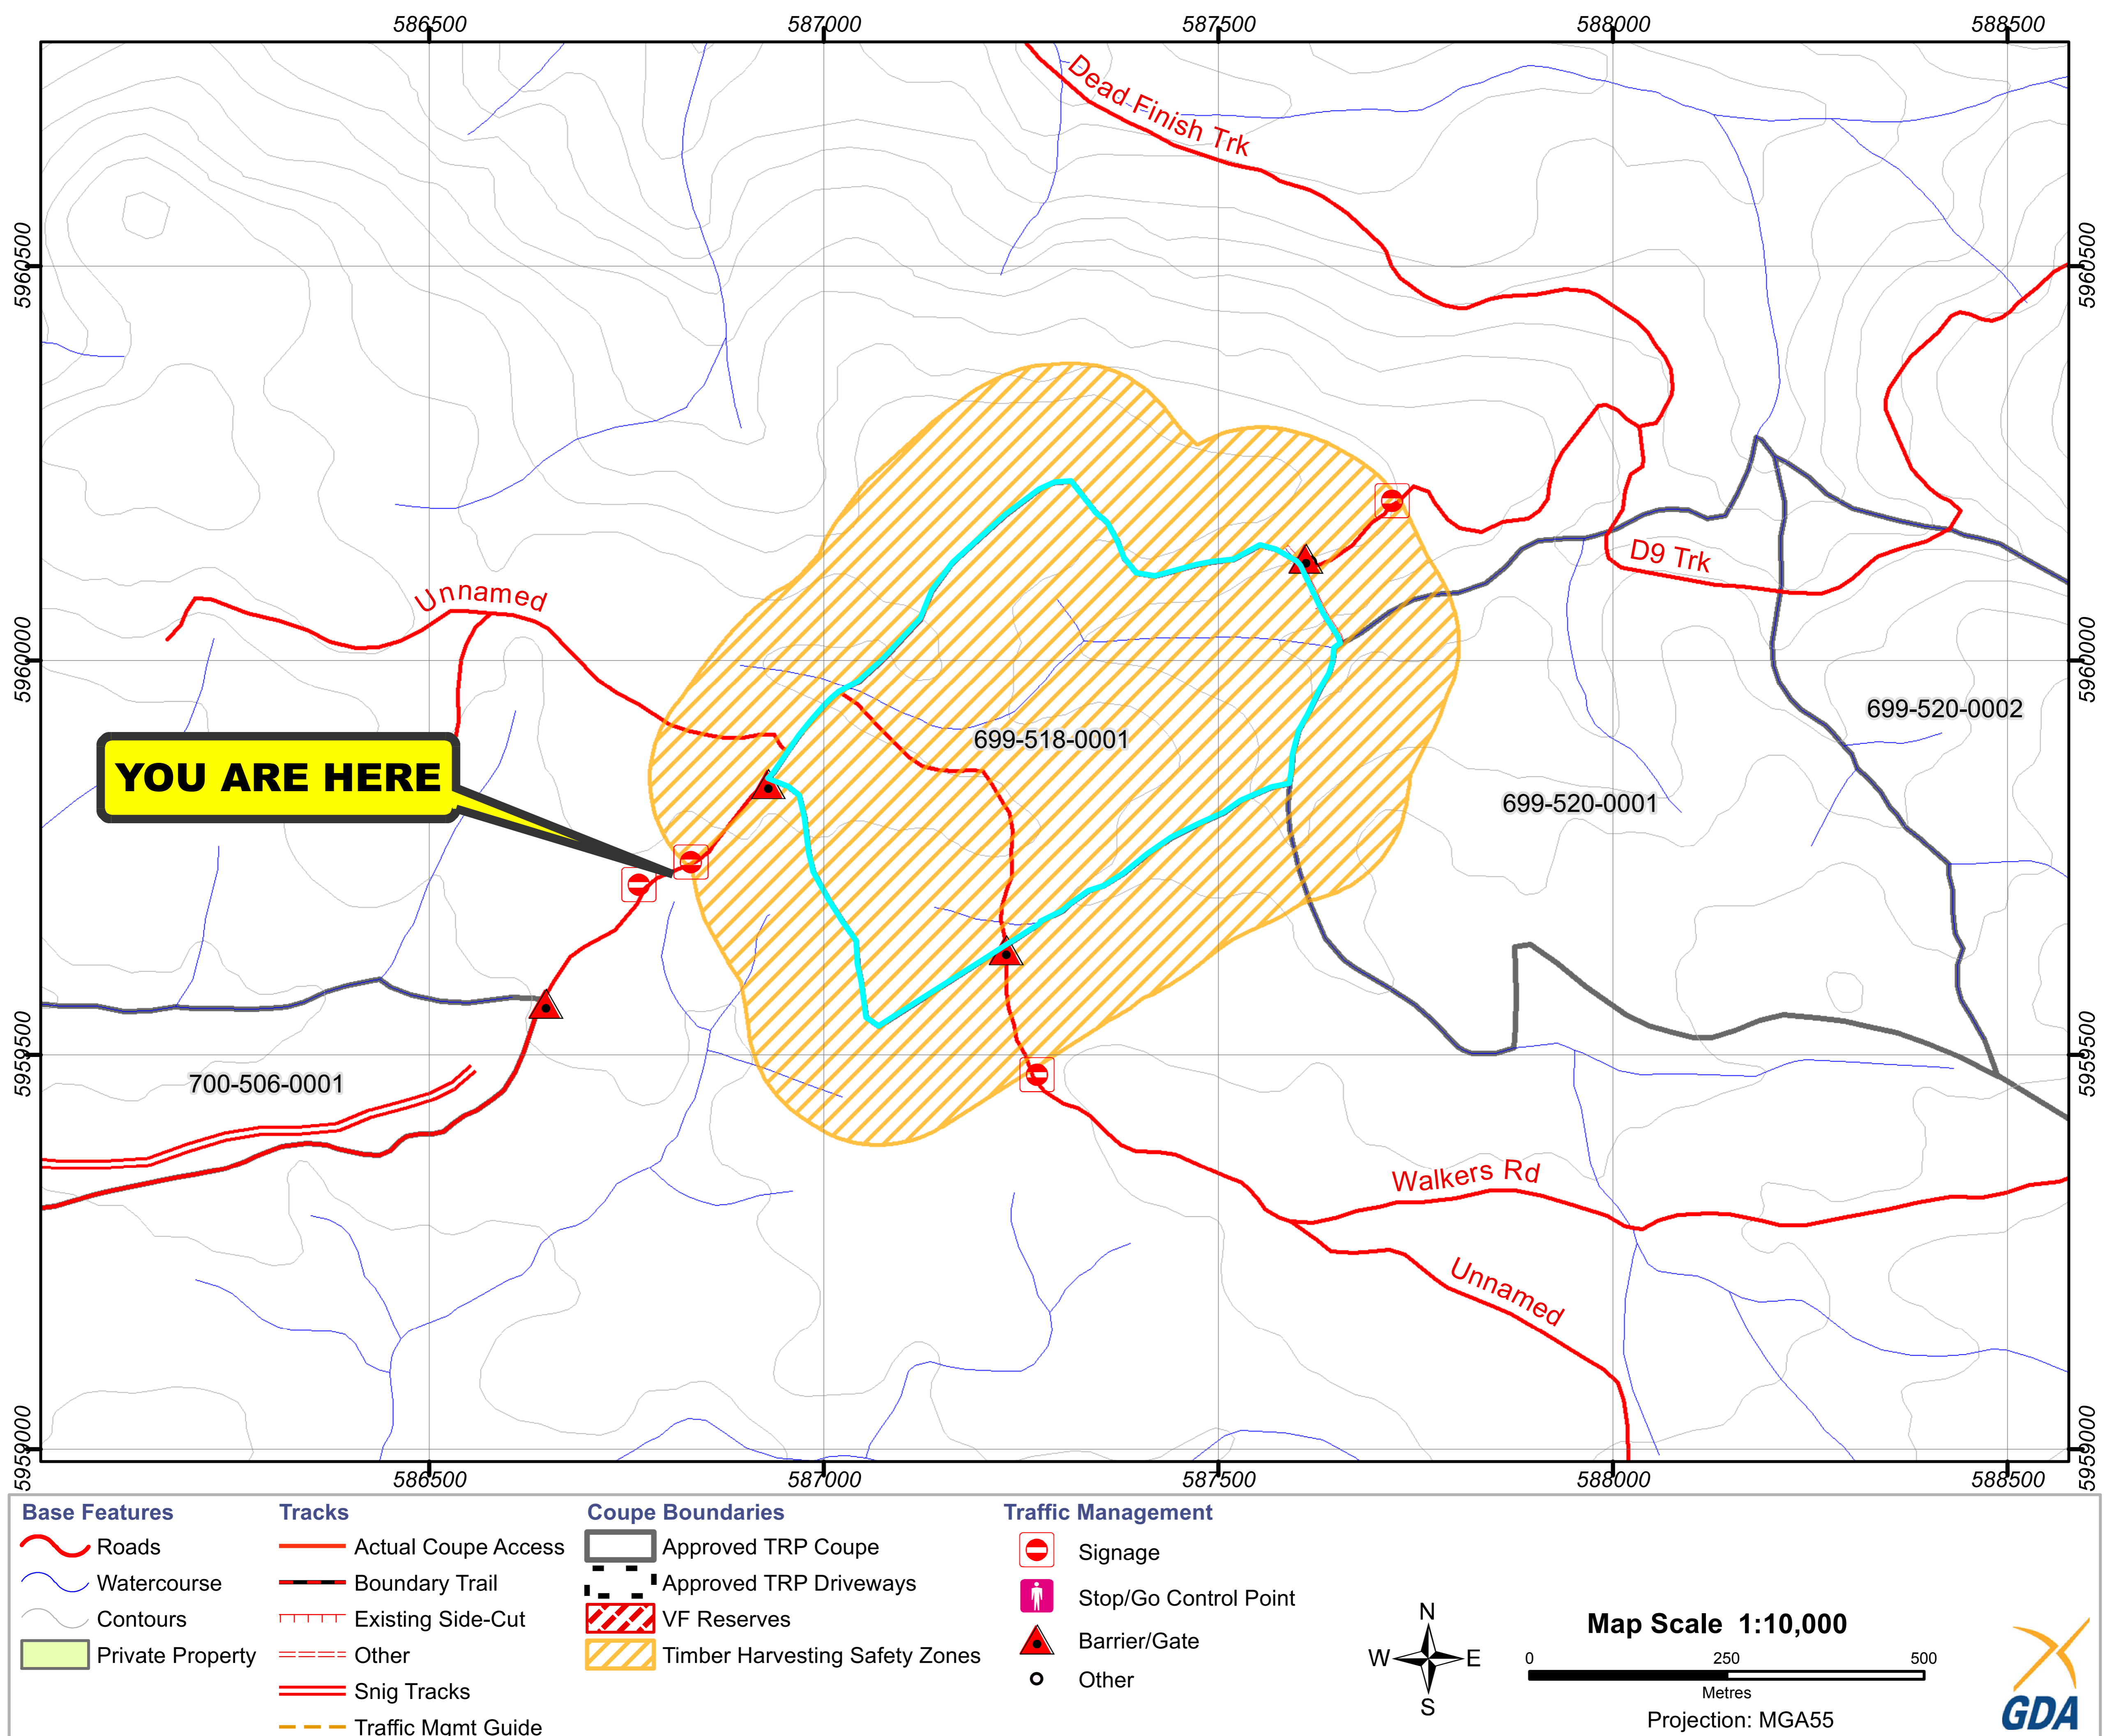 586500 587000 587500 588000 588500
Dead Finish Trk
5960500 5960500
Unnamed
D9 Trk
5960000 5960000
699-520-0002
699-518-0001
YOU ARE HERE
699-520-0001
5959500 5959500
700-506-0001
Walkers Rd
Unnamed
5959000 5959000
586500 587000 587500 588000 588500
Base Features
Roads
Watercourse
Contours
Private Property
Tracks
Actual Coupe Access
Boundary Trail
Existing Side-Cut
Other
Snig Tracks
Traffic Mgmt Guide
Coupe Boundaries
Approved TRP Coupe
Approved TRP Driveways
VF Reserves
Timber Harvesting Safety Zones
Traffic Management
Signage
Stop/Go Control Point
Barrier/Gate
Other
N
W E
S
Map Scale 1:10,000
0 250 500
Metres
Projection: MGA55
GDA